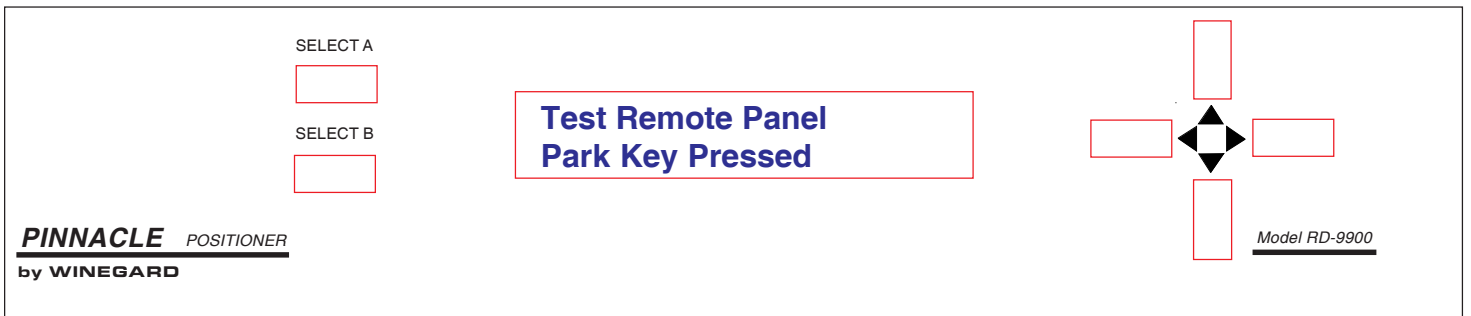 SELECT A
SELECT B
Test Remote Panel
Park Key Pressed
PINNACLE POSITIONER
by WINEGARD
Model RD-9900